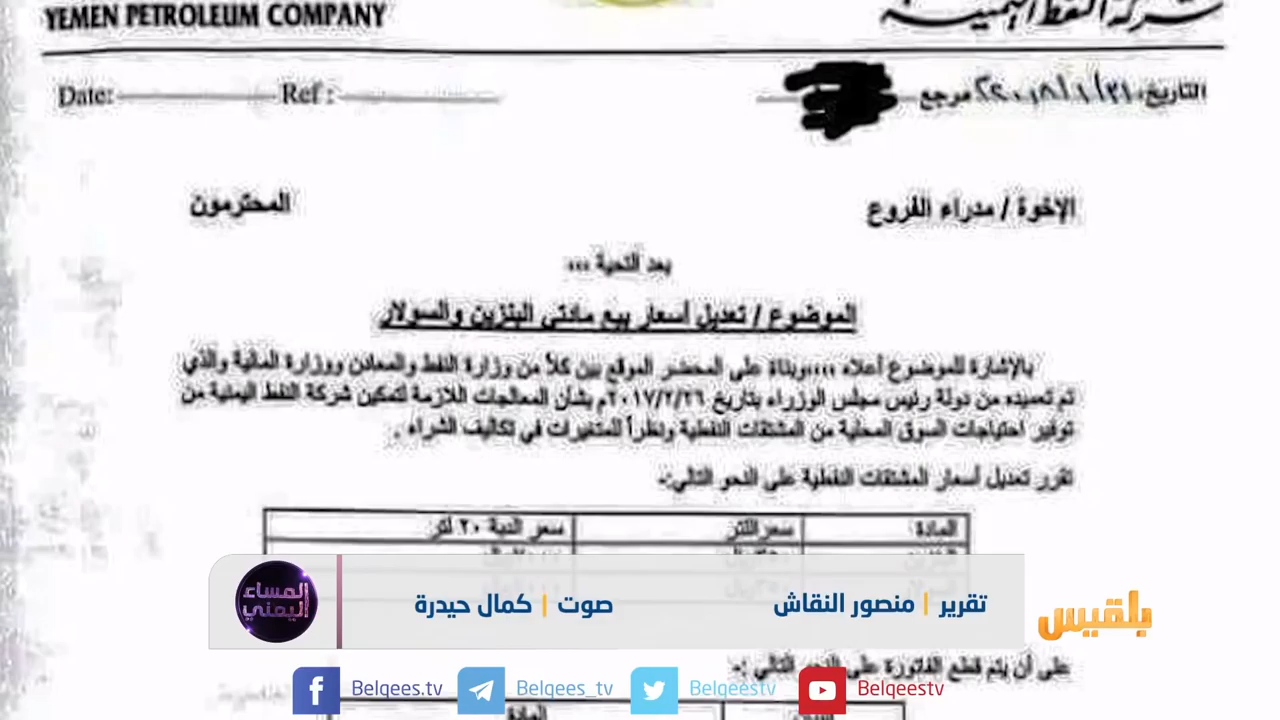 YEMEN PETROLEUM COMPANY
شركة النفط اليمنية
Date: Ref :
التاريخ، ٢٠١٨/١/٣١ مرجع
الإخوة / مدراء الفروع المحترمون
بعد التحية ،،،
الموضوع / تعديل أسعار بيع مادتي البنزين والسولار
بالإشارة للموضوع أعلاه ،،،،وبناءً على المحضر الموقع بين كلاً من وزارة النفط والمعادن ووزارة المالية والذي
تم تعميده من دولة رئيس مجلس الوزراء بتاريخ ٢٠١٧/٢/٢٦م بشأن المعالجات اللازمة لتمكين شركة النفط اليمنية من
توفير احتياجات السوق المحلية من المشتقات النفطية ونظراً للمتغيرات في تكاليف الشراء .
تقرر تعديل أسعار المشتقات النفطية على النحو التالي:-
المادة سعر اللتر سعر الدبة ٢٠ لتر
المساء
اليمني
تقرير | منصور النقاش
صوت | كمال حيدرة
بلقيس
على أن يتم قطع الفاتورة على النحو التالي :-
Belqees.tv Belqees_tv Belqeestv Belqeestv
المادة